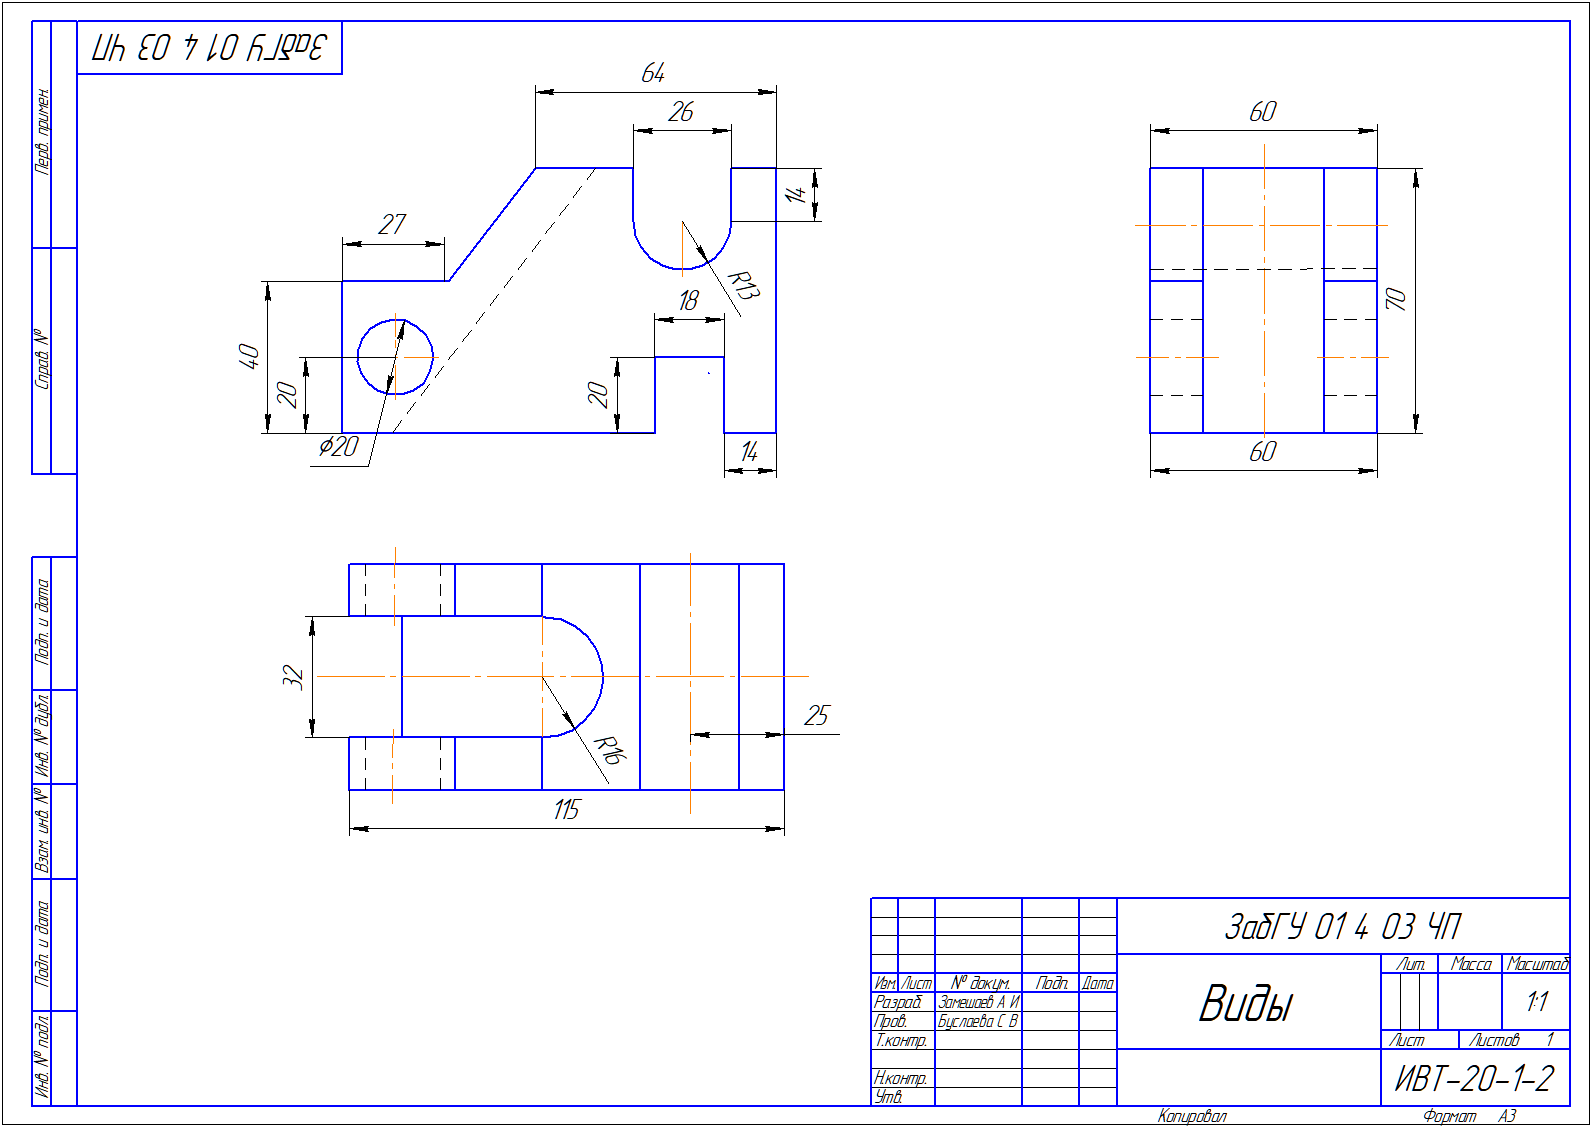 ЗабГУ 01 4 03 ЧП
Перв. примен.
Справ. №
Подп. и дата
Инв. № дубл.
Взам. инв. №
Подп. и дата
Инв. № подл.
64
26
14
27
R13
18
40
20
20
⌀20
14
60
70
60
32
R16
25
115
ЗабГУ 01 4 03 ЧП
Лит. Масса Масштаб
Изм. Лист № докум. Подп. Дата
Разраб. Замешаев А И
Виды
1:1
Пров. Буслаева С В
Т.контр.
Лист Листов 1
Н.контр.
ИВТ-20-1-2
Утв.
Копировал Формат А3